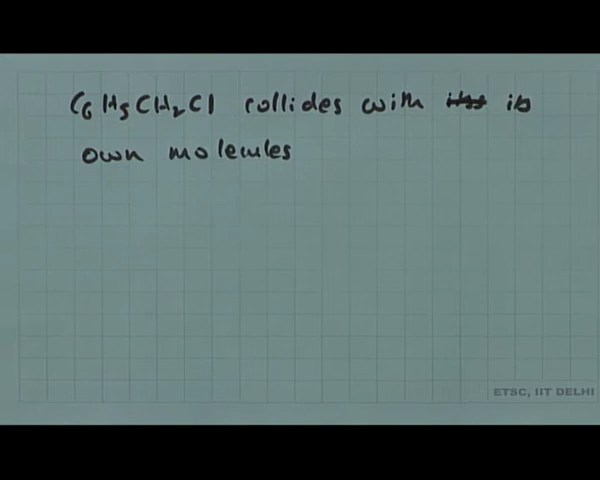 C6H5CH2Cl collides with its
own molecules
ETSC, IIT DELHI